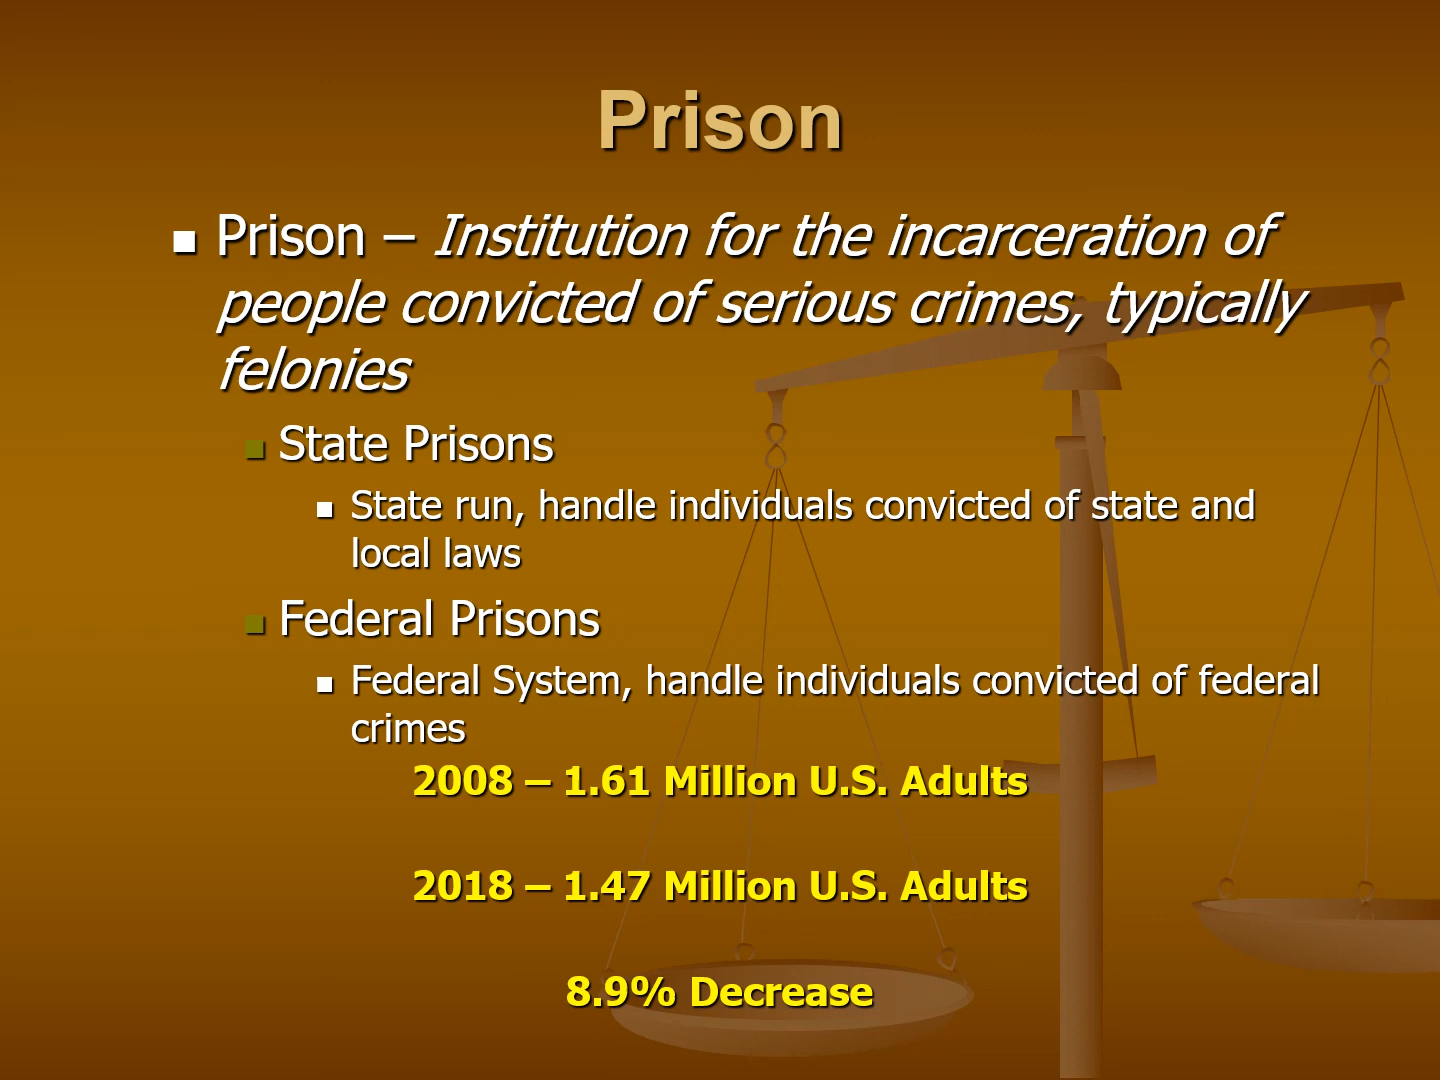 Prison
Prison – Institution for the incarceration of
people convicted of serious crimes, typically
felonies
State Prisons
State run, handle individuals convicted of state and
local laws
Federal Prisons
Federal System, handle individuals convicted of federal
crimes
2008 – 1.61 Million U.S. Adults
2018 – 1.47 Million U.S. Adults
8.9% Decrease